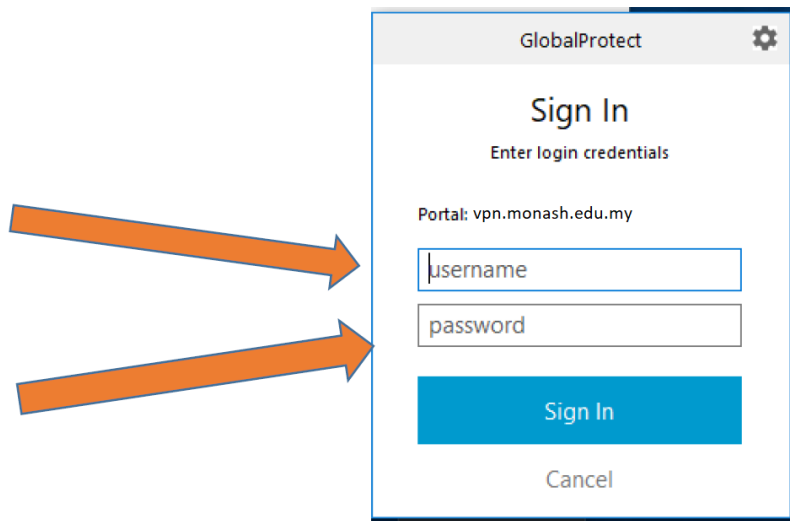 GlobalProtect
Sign In
Enter login credentials
Portal: vpn.monash.edu.my
username
password
Sign In
Cancel